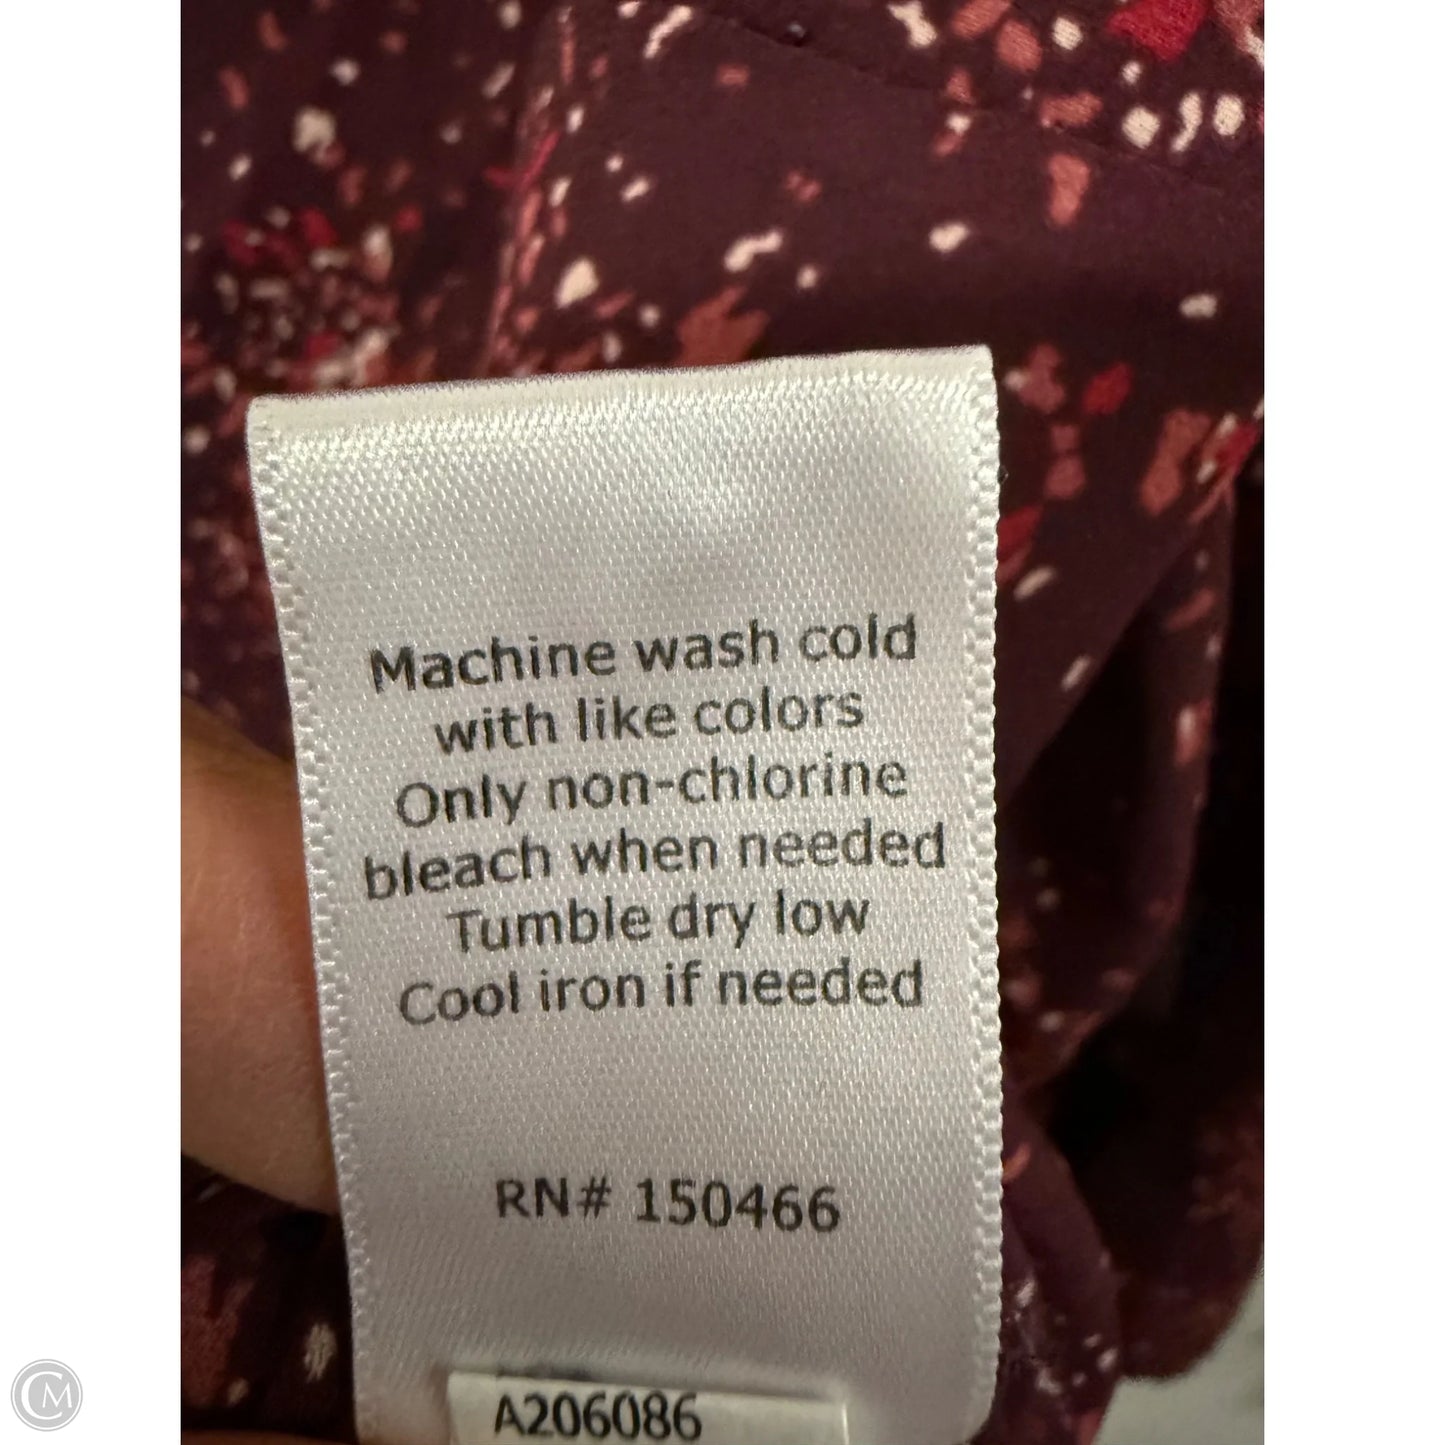 Machine wash cold
with like colors
Only non-chlorine
bleach when needed
Tumble dry low
Cool iron if needed
RN# 150466
A206086
CM